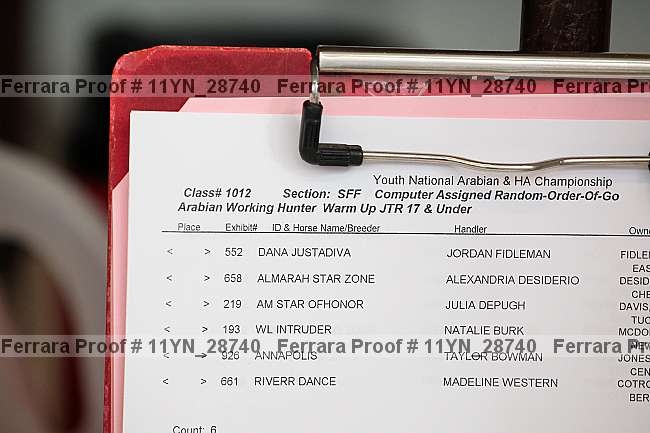 Ferrara Proof # 11YN_28740 Ferrara Proof # 11YN_28740 Ferrara Pr
Youth National Arabian & HA Championship
Class# 1012 Section: SFF Computer Assigned Random-Order-Of-Go
Arabian Working Hunter Warm Up JTR 17 & Under
Place Exhibit# ID & Horse Name/Breeder Handler Owne
< > 552 DANA JUSTADIVA JORDAN FIDLEMAN FIDLE
EAS
< > 658 ALMARAH STAR ZONE ALEXANDRIA DESIDERIO DESID
CHE
< > 219 AM STAR OFHONOR JULIA DEPUGH DAVIS,
TUC
< > 193 WL INTRUDER NATALIE BURK MCDO
NEV
Ferrara Proof # 11YN_28740 Ferrara Proof # 11YN_28740 Ferrara Pr
< > 926 ANNAPOLIS TAYLOR BOWMAN JONES
CEN
< > 661 RIVERR DANCE MADELINE WESTERN COTRO
BER
Count: 6